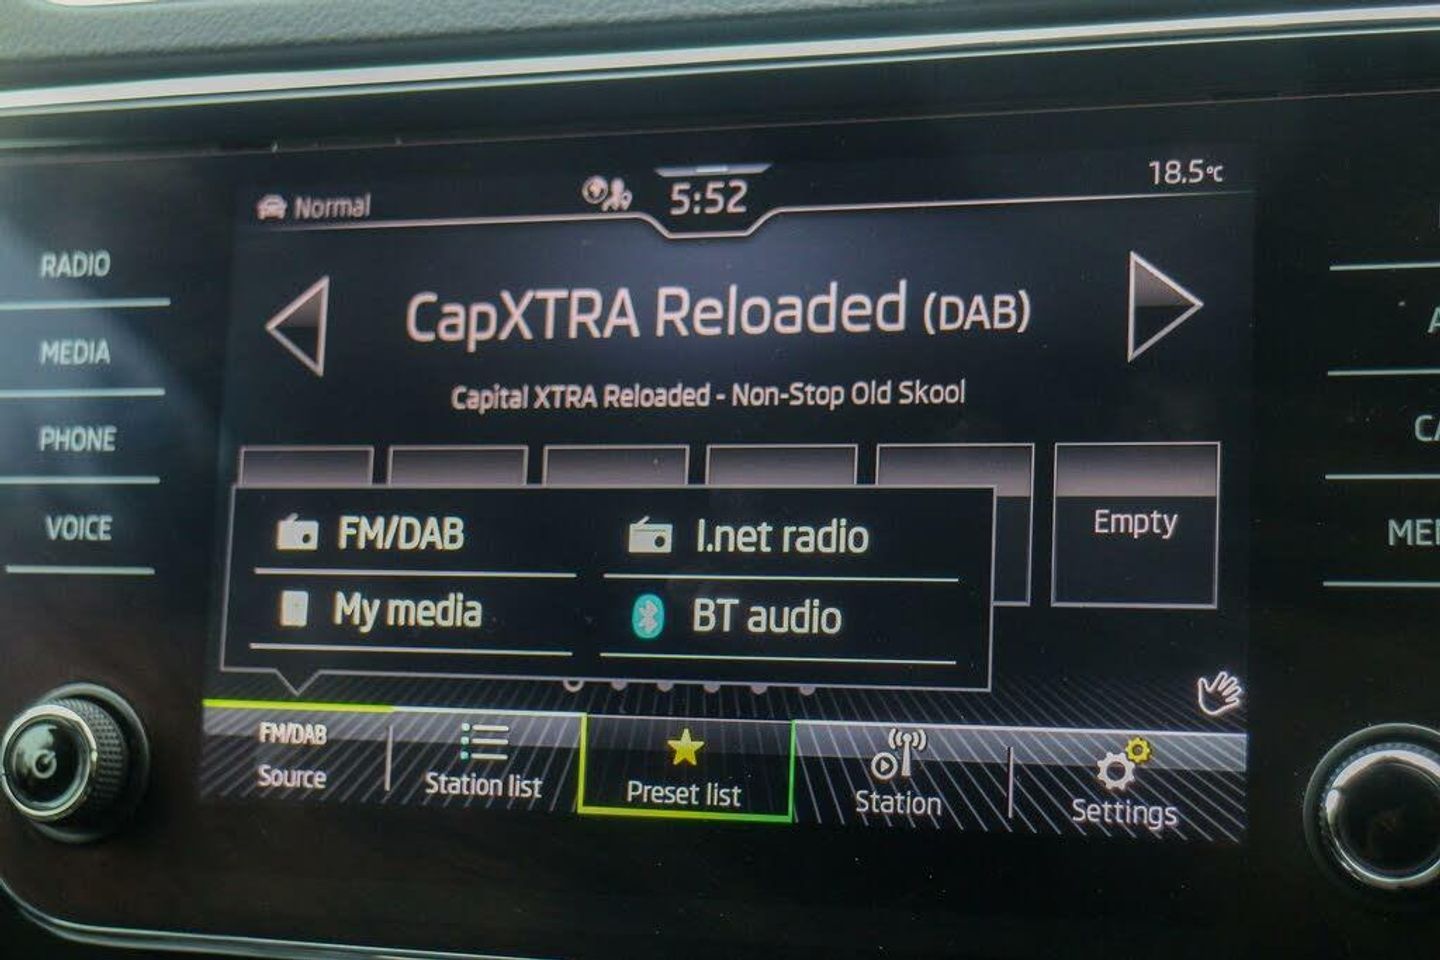 Normal
5:52
18.5°C
RADIO
MEDIA
PHONE
VOICE
CapXTRA Reloaded (DAB)
Capital XTRA Reloaded - Non-Stop Old Skool
FM/DAB
I.net radio
My media
BT audio
Empty
FM/DAB
Source
Station list
Preset list
Station
Settings